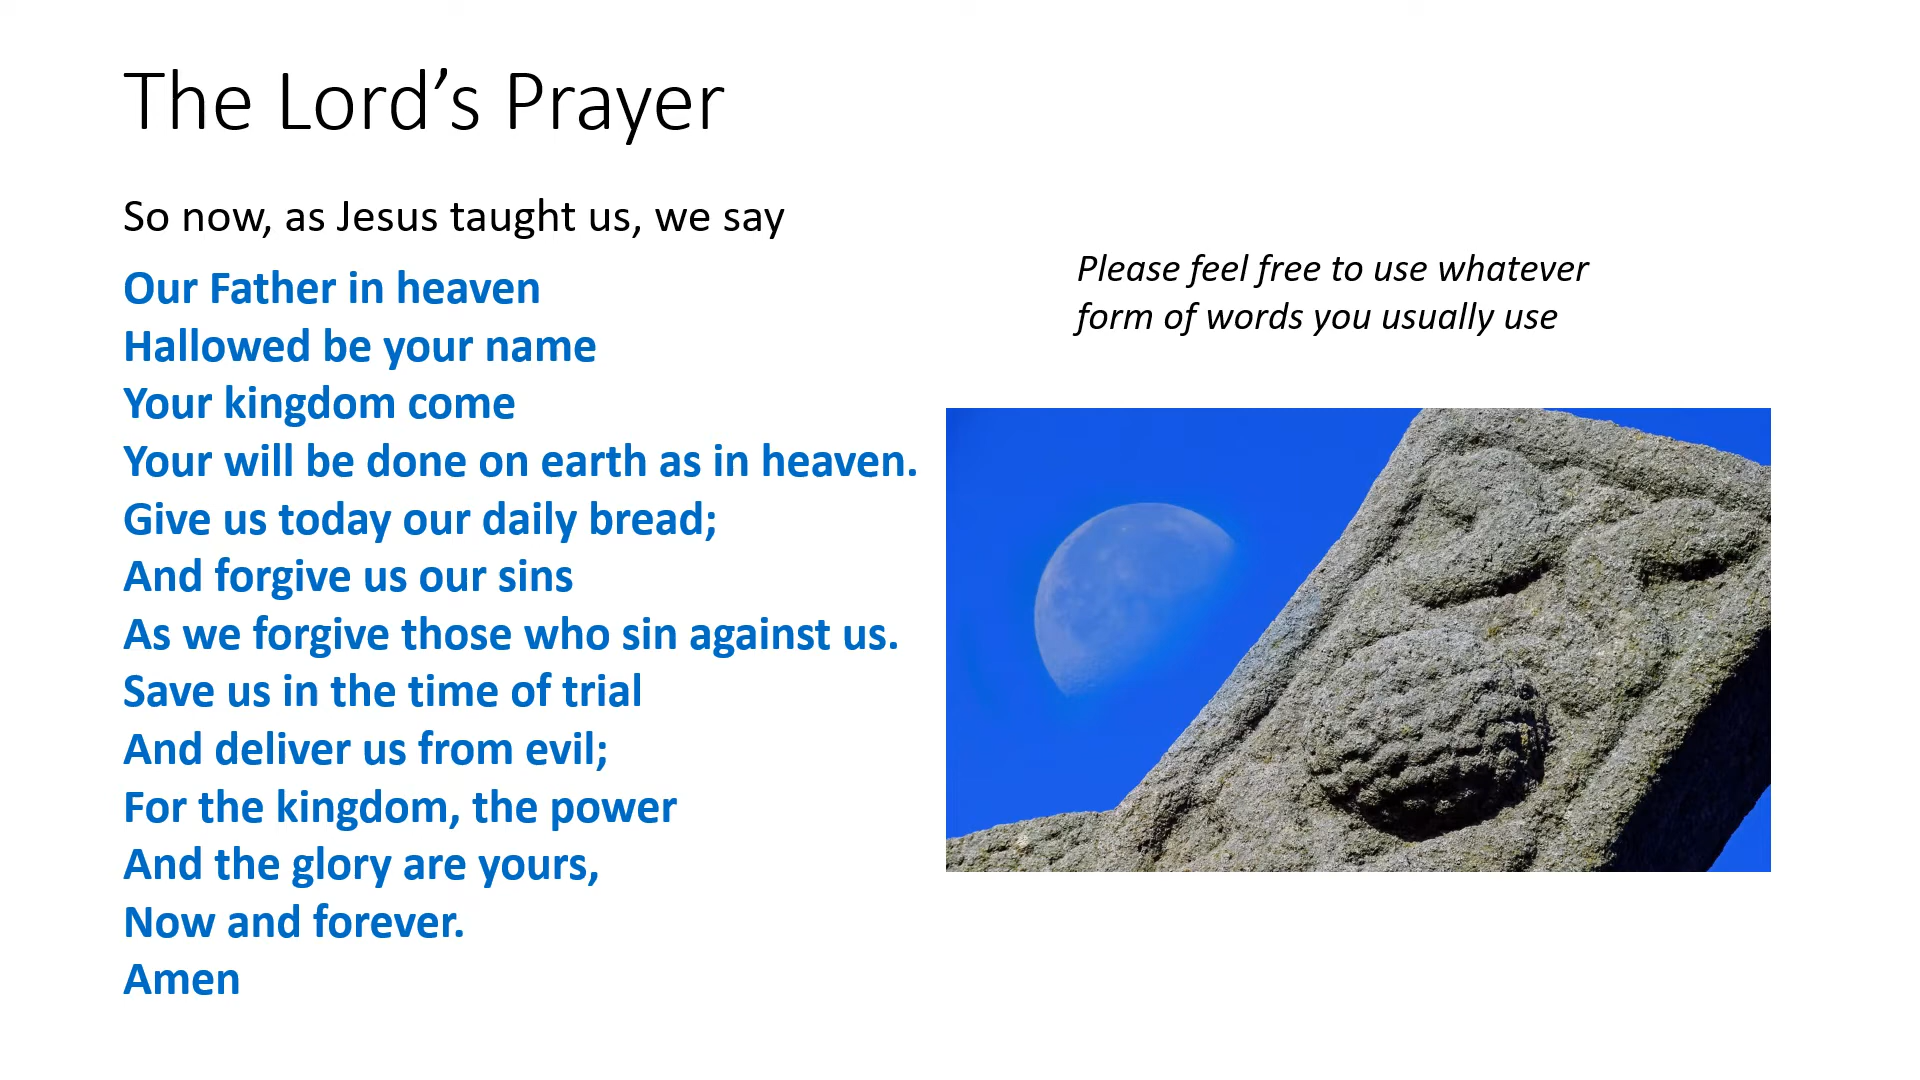 The Lord’s Prayer
So now, as Jesus taught us, we say
Our Father in heaven
Hallowed be your name
Your kingdom come
Your will be done on earth as in heaven.
Give us today our daily bread;
And forgive us our sins
As we forgive those who sin against us.
Save us in the time of trial
And deliver us from evil;
For the kingdom, the power
And the glory are yours,
Now and forever.
Amen
Please feel free to use whatever
form of words you usually use